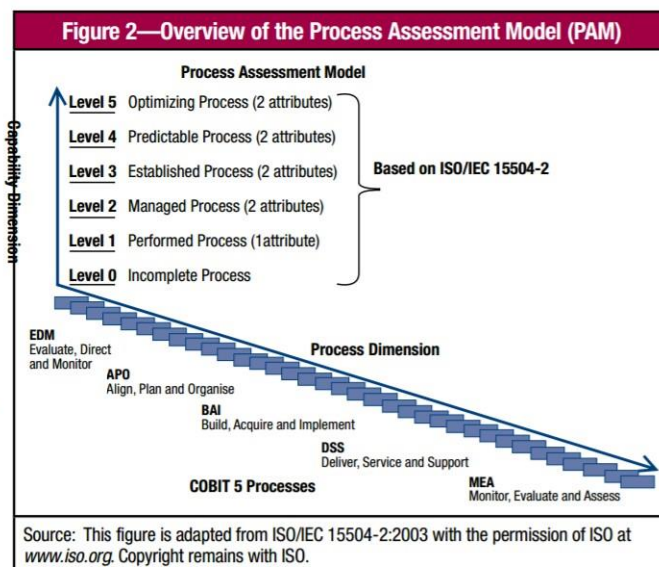 Figure 2—Overview of the Process Assessment Model (PAM)
Process Assessment Model
Capability Dimension
Level 5 Optimizing Process (2 attributes)
Level 4 Predictable Process (2 attributes)
Level 3 Established Process (2 attributes)
Level 2 Managed Process (2 attributes)
Level 1 Performed Process (1attribute)
Level 0 Incomplete Process
Based on ISO/IEC 15504-2
Process Dimension
EDM
Evaluate, Direct
and Monitor
APO
Align, Plan and Organise
BAI
Build, Acquire and Implement
DSS
Deliver, Service and Support
MEA
Monitor, Evaluate and Assess
COBIT 5 Processes
Source: This figure is adapted from ISO/IEC 15504-2:2003 with the permission of ISO at
www.iso.org. Copyright remains with ISO.